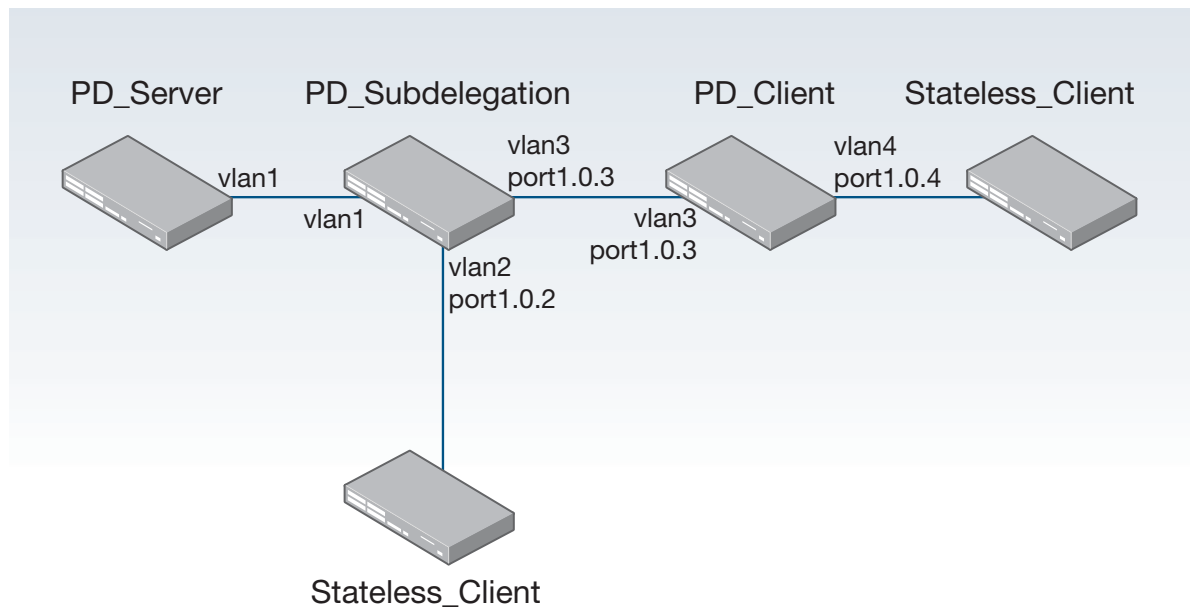 PD_Server
PD_Subdelegation
PD_Client
Stateless_Client
vlan1
vlan1
vlan3
port1.0.3
vlan3
port1.0.3
vlan4
port1.0.4
vlan2
port1.0.2
Stateless_Client